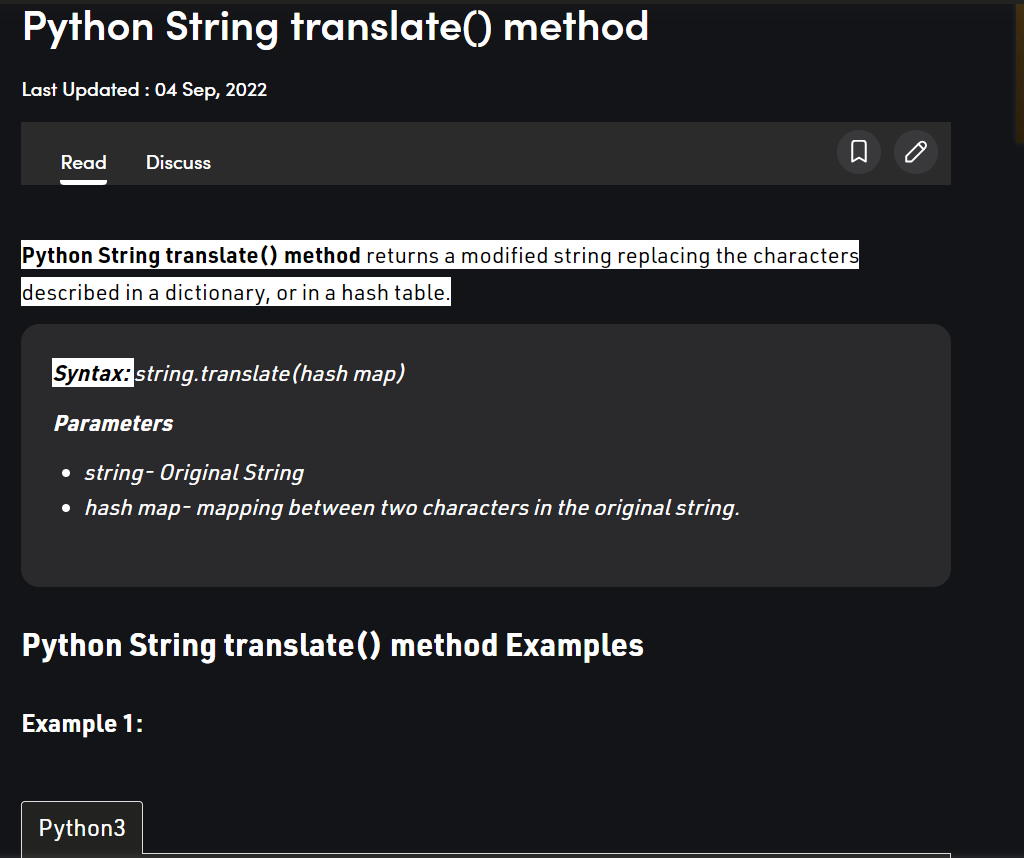 Python String translate() method
Last Updated : 04 Sep, 2022
Read Discuss
Python String translate() method returns a modified string replacing the characters
described in a dictionary, or in a hash table.
Syntax: string.translate(hash map)
Parameters
string- Original String
hash map- mapping between two characters in the original string.
Python String translate() method Examples
Example 1:
Python3